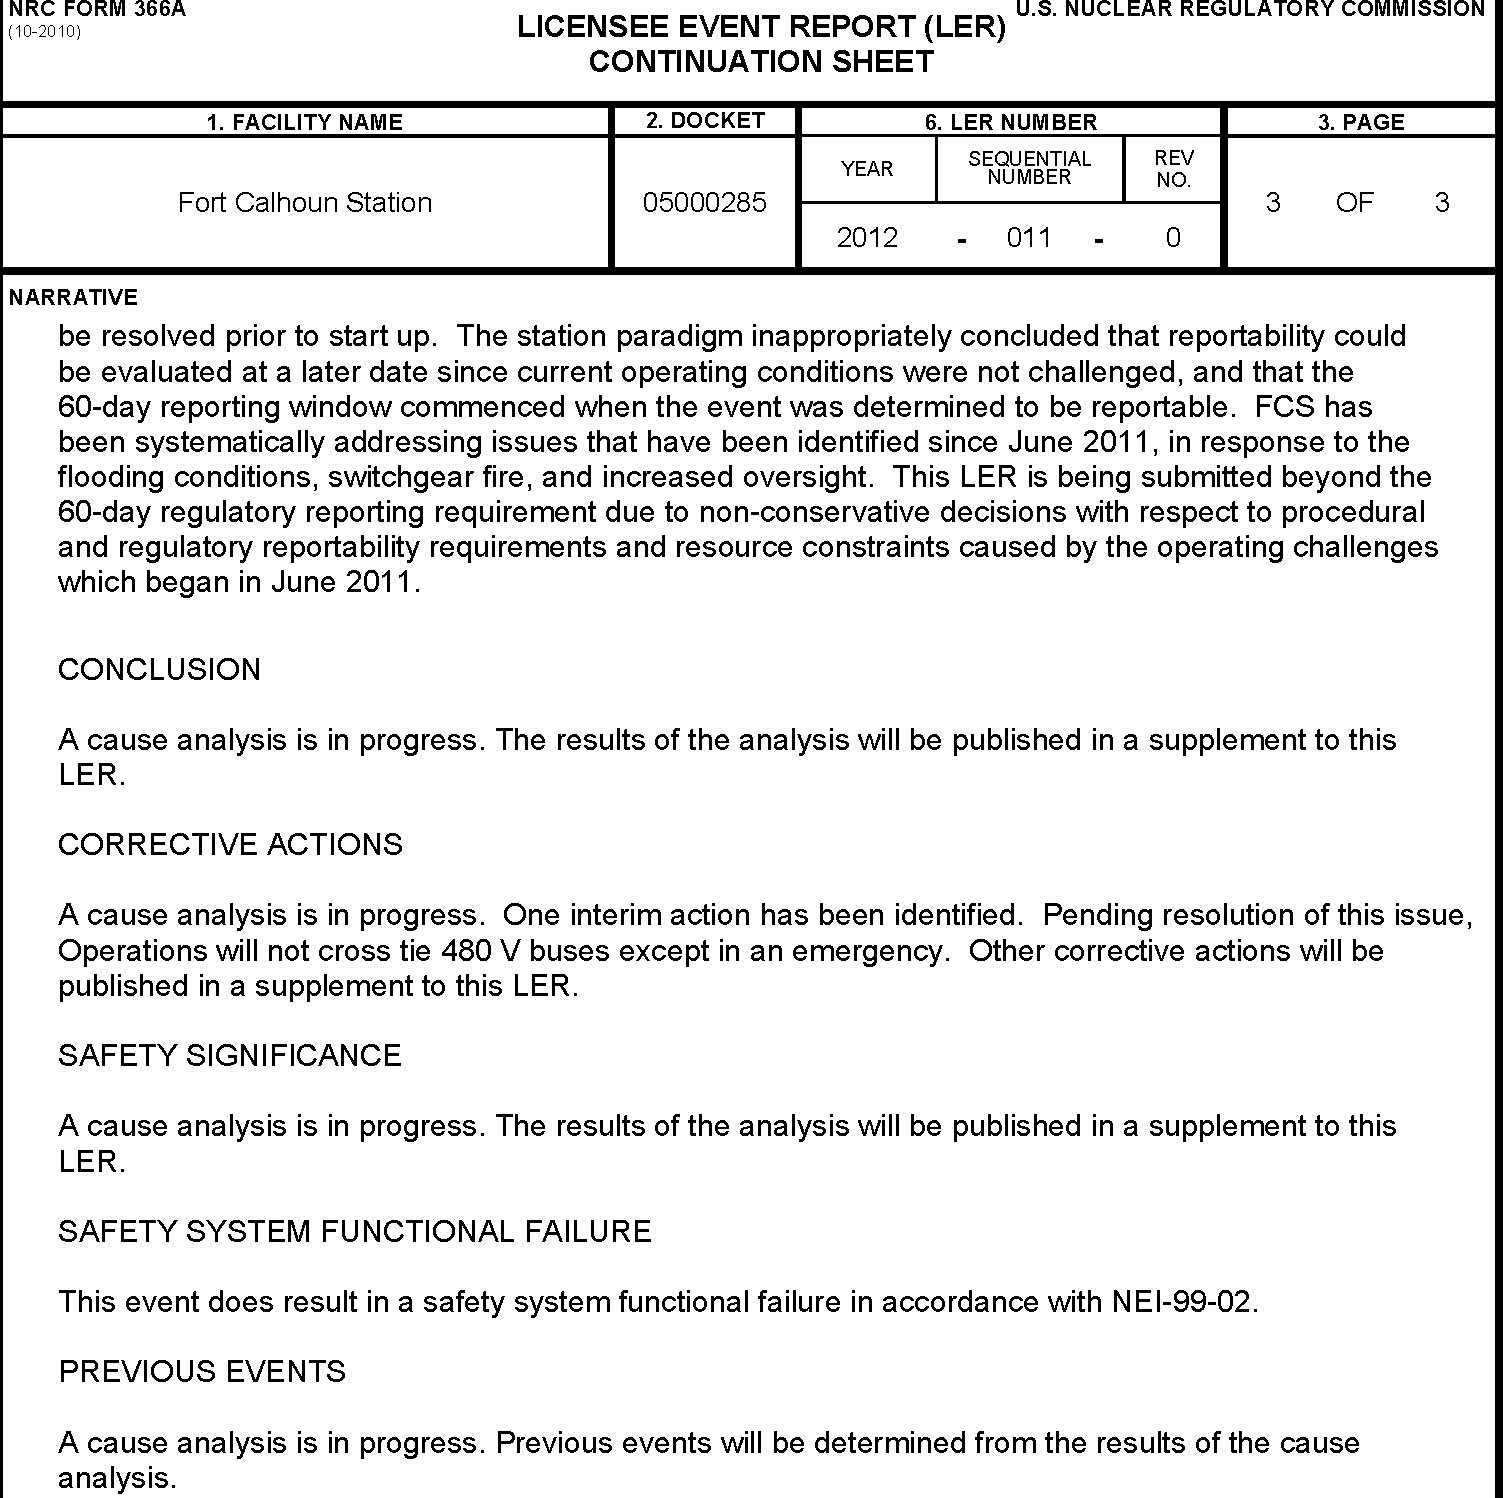 NRC FORM 366A
(10-2010)
LICENSEE EVENT REPORT (LER)
U.S. NUCLEAR REGULATORY COMMISSION
CONTINUATION SHEET
1. FACILITY NAME
2. DOCKET
6. LER NUMBER
3. PAGE
Fort Calhoun Station
05000285
YEAR
SEQUENTIAL
NUMBER
REV
NO.
2012 - 011 - 0
3 OF 3
NARRATIVE
be resolved prior to start up.  The station paradigm inappropriately concluded that reportability could
be evaluated at a later date since current operating conditions were not challenged, and that the
60-day reporting window commenced when the event was determined to be reportable.  FCS has
been systematically addressing issues that have been identified since June 2011, in response to the
flooding conditions, switchgear fire, and increased oversight.  This LER is being submitted beyond the
60-day regulatory reporting requirement due to non-conservative decisions with respect to procedural
and regulatory reportability requirements and resource constraints caused by the operating challenges
which began in June 2011.
CONCLUSION
A cause analysis is in progress. The results of the analysis will be published in a supplement to this
LER.
CORRECTIVE ACTIONS
A cause analysis is in progress.  One interim action has been identified.  Pending resolution of this issue,
Operations will not cross tie 480 V buses except in an emergency.  Other corrective actions will be
published in a supplement to this LER.
SAFETY SIGNIFICANCE
A cause analysis is in progress. The results of the analysis will be published in a supplement to this
LER.
SAFETY SYSTEM FUNCTIONAL FAILURE
This event does result in a safety system functional failure in accordance with NEI-99-02.
PREVIOUS EVENTS
A cause analysis is in progress. Previous events will be determined from the results of the cause
analysis.